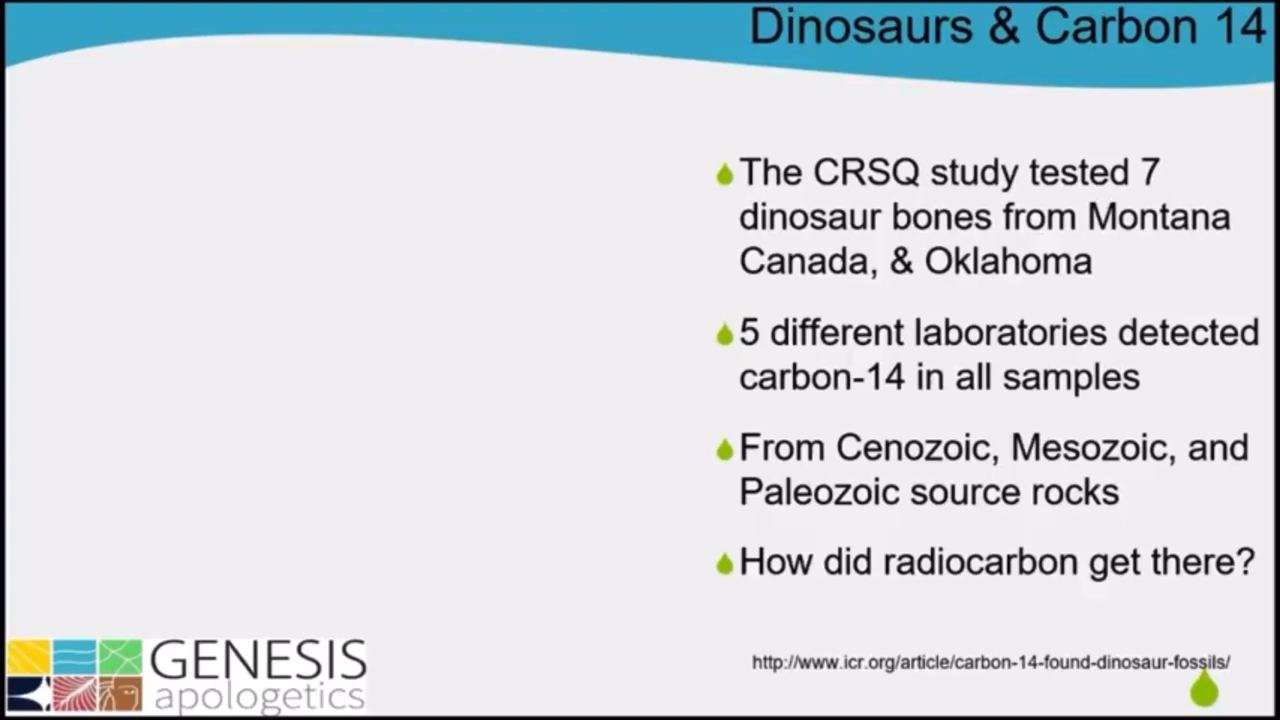 Dinosaurs & Carbon 14
The CRSQ study tested 7
dinosaur bones from Montana
Canada, & Oklahoma
5 different laboratories detected
carbon-14 in all samples
From Cenozoic, Mesozoic, and
Paleozoic source rocks
How did radiocarbon get there?
http://www.icr.org/article/carbon-14-found-dinosaur-fossils/
GENESIS
apologetics